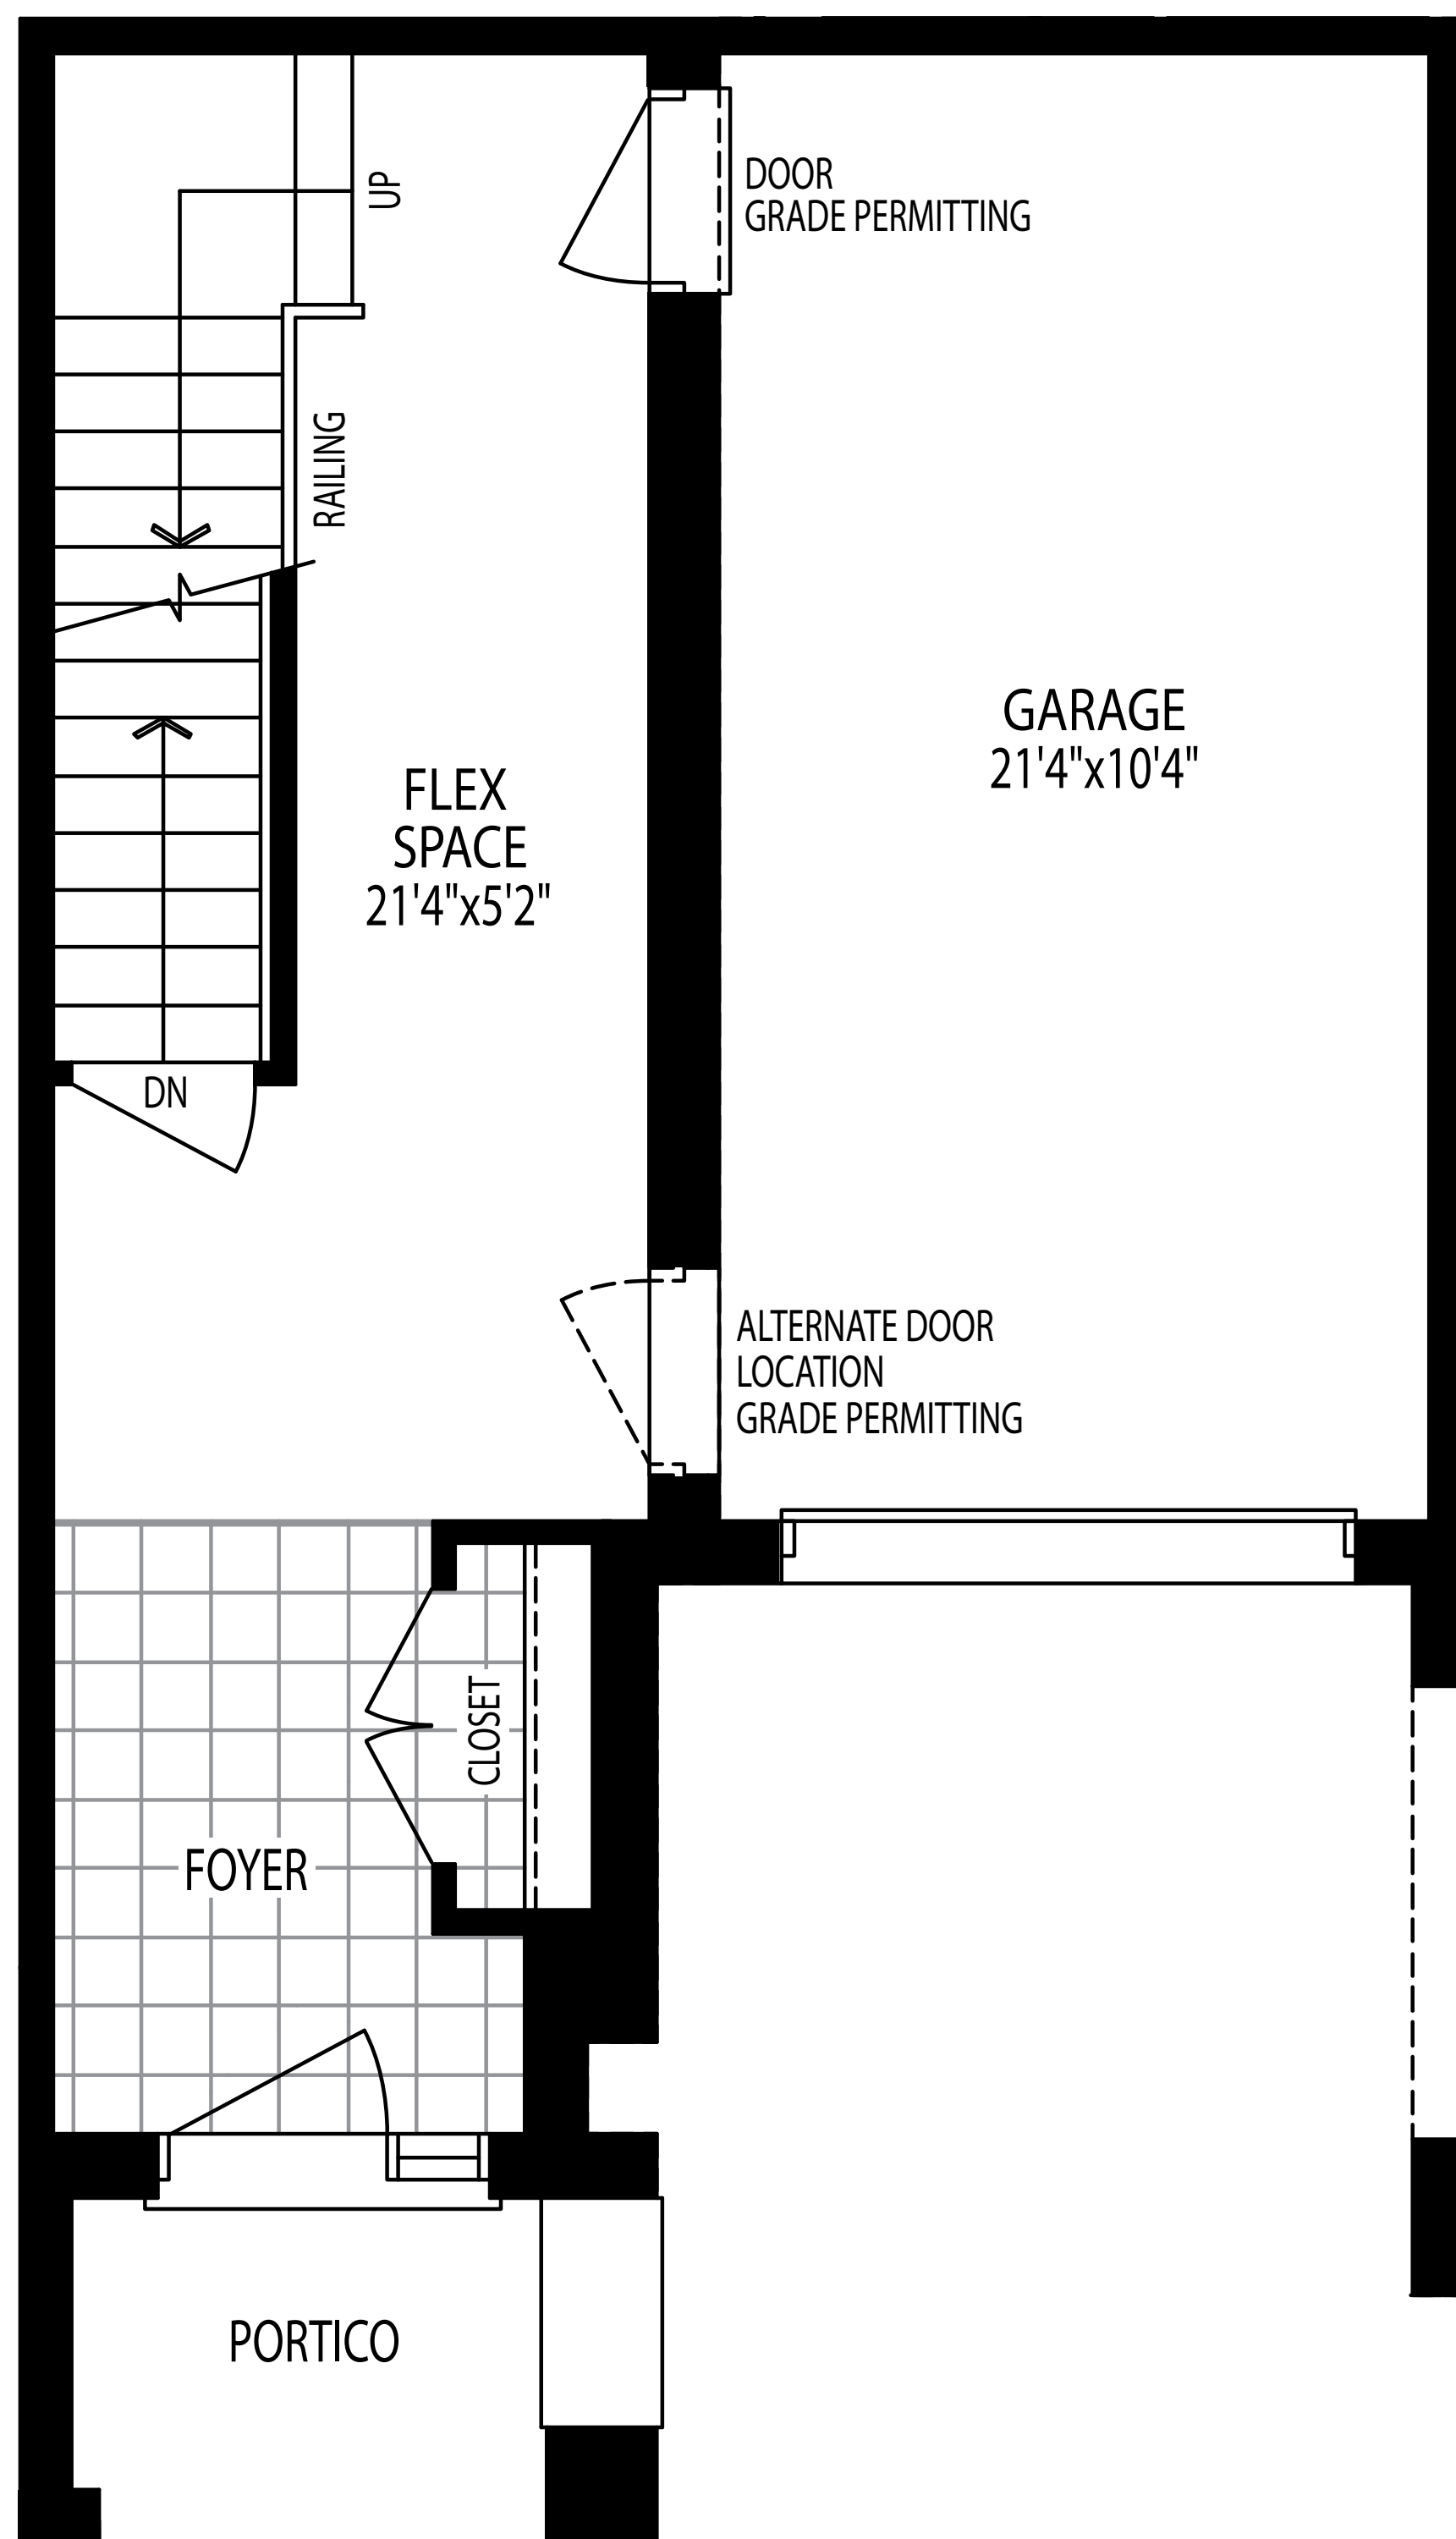 UP
DOOR
GRADE PERMITTING
RAILING
GARAGE
21'4"x10'4"
FLEX
SPACE
21'4"x5'2"
DN
ALTERNATE DOOR
LOCATION
GRADE PERMITTING
CLOSET
FOYER
PORTICO